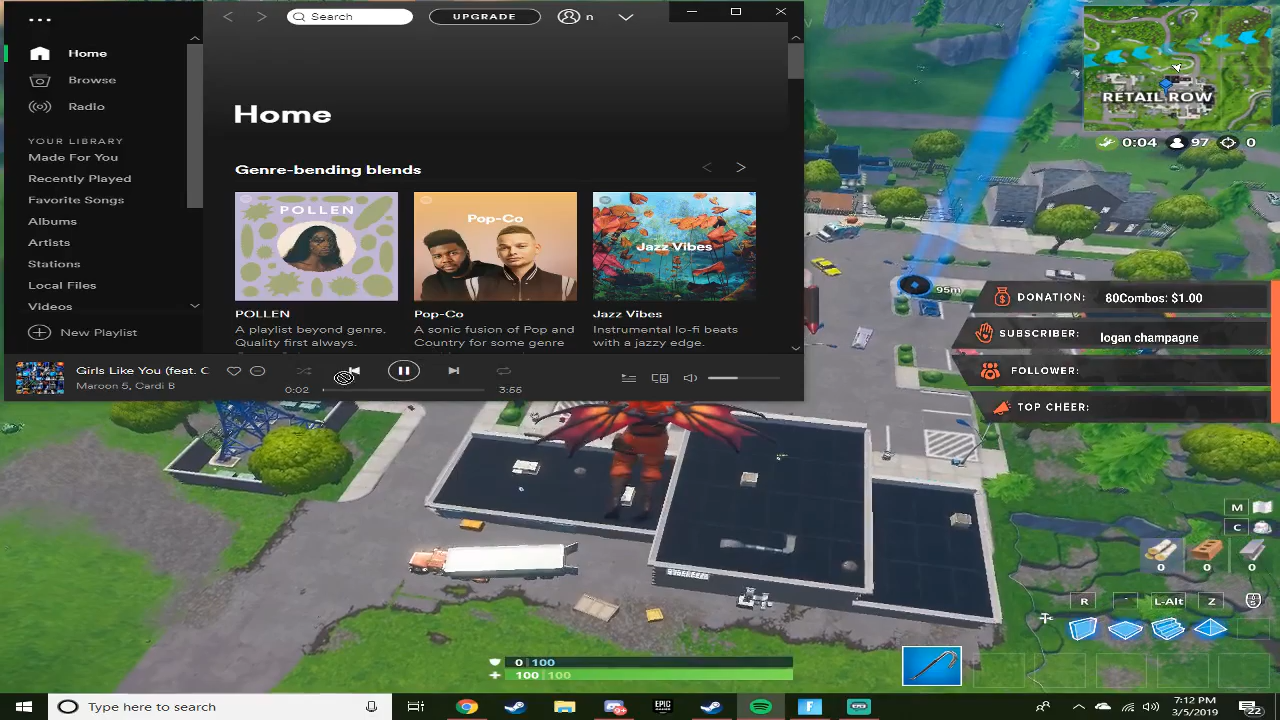 Search
UPGRADE
n
Home
Browse
Radio
YOUR LIBRARY
Made For You
Recently Played
Favorite Songs
Albums
Artists
Stations
Local Files
Videos
New Playlist
Home
Genre-bending blends
POLLEN
Pop-Co
Jazz Vibes
POLLEN
A playlist beyond genre.
Quality first always.
Pop-Co
A sonic fusion of Pop and
Country for some genre
Jazz Vibes
Instrumental lo-fi beats
with a jazzy edge.
Girls Like You (feat. C
Maroon 5, Cardi B
0:02
3:56
RETAIL ROW
0:04 97 0
95m
DONATION: 80Combos: $1.00
SUBSCRIBER: logan champagne
FOLLOWER:
TOP CHEER:
M
C
0 0 0
R L-Alt Z
0 | 100
100 | 100
Type here to search
EPIC GAMES
7:12 PM
3/5/2019
22